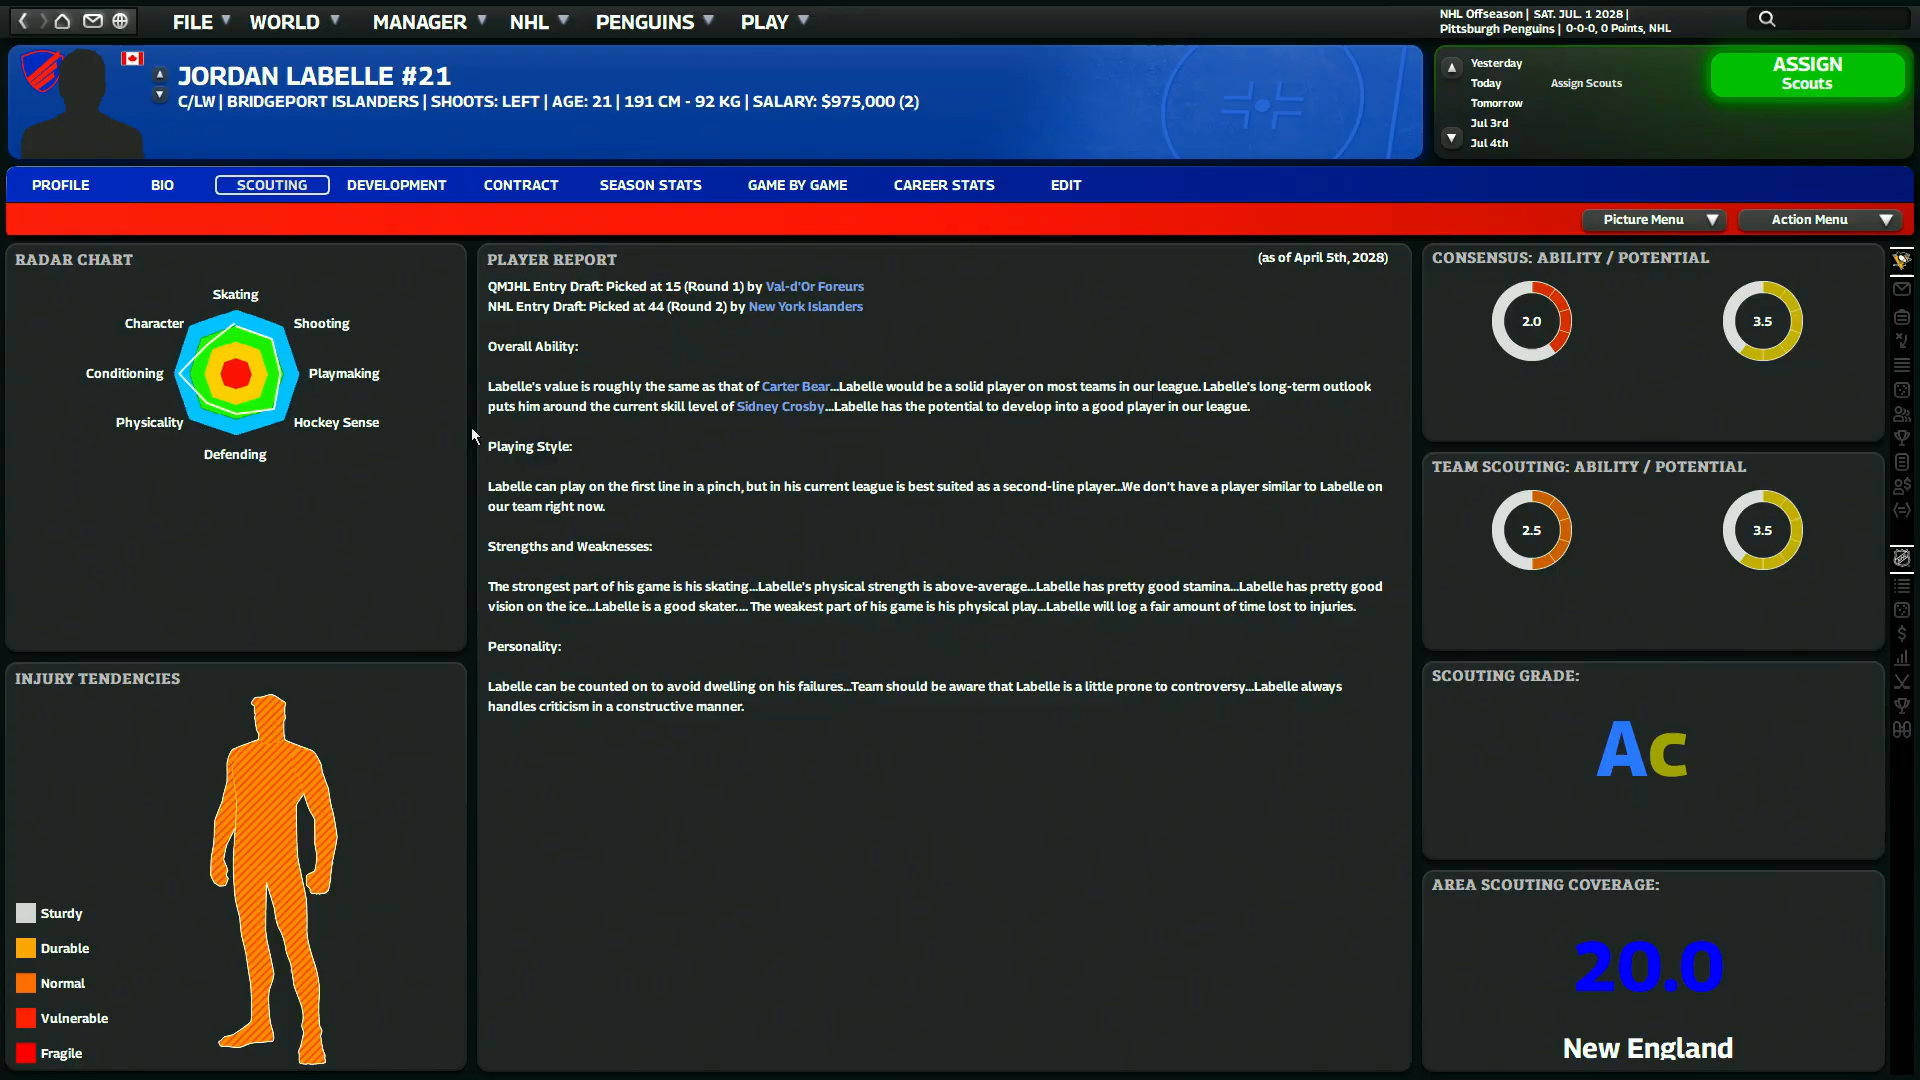 FILE WORLD MANAGER NHL PENGUINS PLAY
NHL Offseason | SAT. JUL. 1 2028 |
Pittsburgh Penguins | 0-0-0, 0 Points, NHL
JORDAN LABELLE #21
C/LW | BRIDGEPORT ISLANDERS | SHOOTS: LEFT | AGE: 21 | 191 CM - 92 KG | SALARY: $975,000 (2)
Yesterday
Today Assign Scouts
Tomorrow
Jul 3rd
Jul 4th
ASSIGN
Scouts
PROFILE BIO SCOUTING DEVELOPMENT CONTRACT SEASON STATS GAME BY GAME CAREER STATS EDIT
Picture Menu Action Menu
RADAR CHART
Skating
Character Shooting
Conditioning Playmaking
Physicality Hockey Sense
Defending
INJURY TENDENCIES
Sturdy
Durable
Normal
Vulnerable
Fragile
PLAYER REPORT (as of April 5th, 2028)
QMJHL Entry Draft: Picked at 15 (Round 1) by Val-d'Or Foreurs
NHL Entry Draft: Picked at 44 (Round 2) by New York Islanders
Overall Ability:
Labelle's value is roughly the same as that of Carter Bear...Labelle would be a solid player on most teams in our league. Labelle's long-term outlook
puts him around the current skill level of Sidney Crosby...Labelle has the potential to develop into a good player in our league.
Playing Style:
Labelle can play on the first line in a pinch, but in his current league is best suited as a second-line player...We don't have a player similar to Labelle on
our team right now.
Strengths and Weaknesses:
The strongest part of his game is his skating...Labelle's physical strength is above-average...Labelle has pretty good stamina...Labelle has pretty good
vision on the ice...Labelle is a good skater.... The weakest part of his game is his physical play...Labelle will log a fair amount of time lost to injuries.
Personality:
Labelle can be counted on to avoid dwelling on his failures...Team should be aware that Labelle is a little prone to controversy...Labelle always
handles criticism in a constructive manner.
CONSENSUS: ABILITY / POTENTIAL
2.0 3.5
TEAM SCOUTING: ABILITY / POTENTIAL
2.5 3.5
SCOUTING GRADE:
Ac
AREA SCOUTING COVERAGE:
20.0
New England